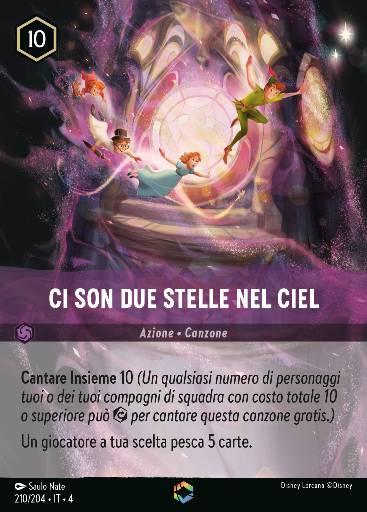 10
CI SON DUE STELLE NEL CIEL
Azione • Canzone
Cantare Insieme 10 (Un qualsiasi numero di personaggi
tuoi o dei tuoi compagni di squadra con costo totale 10
o superiore può per cantare questa canzone gratis.)
Un giocatore a tua scelta pesca 5 carte.
Saulo Nate
Disney Lorcana ©Disney
210/204 • IT • 4